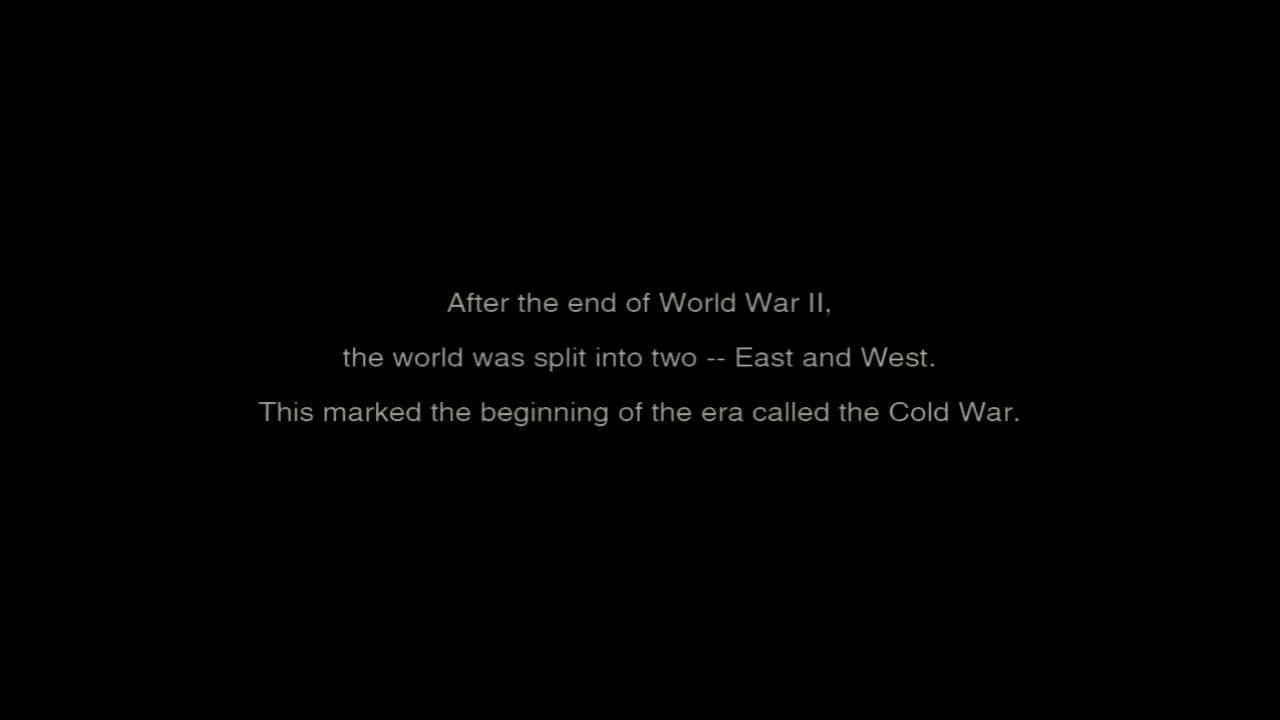 After the end of World War II,
the world was split into two -- East and West.
This marked the beginning of the era called the Cold War.